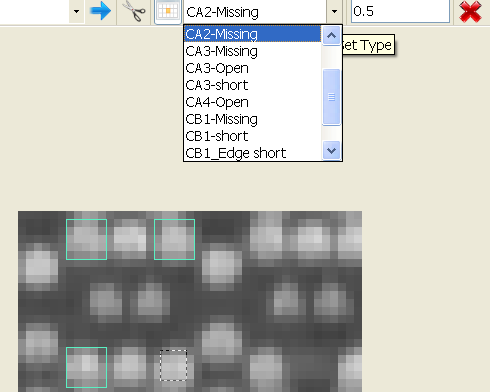 CA2-Missing
0.5
CA2-Missing
et Type
CA3-Missing
CA3-Open
CA3-short
CA4-Open
CB1-Missing
CB1-short
CB1_Edge short